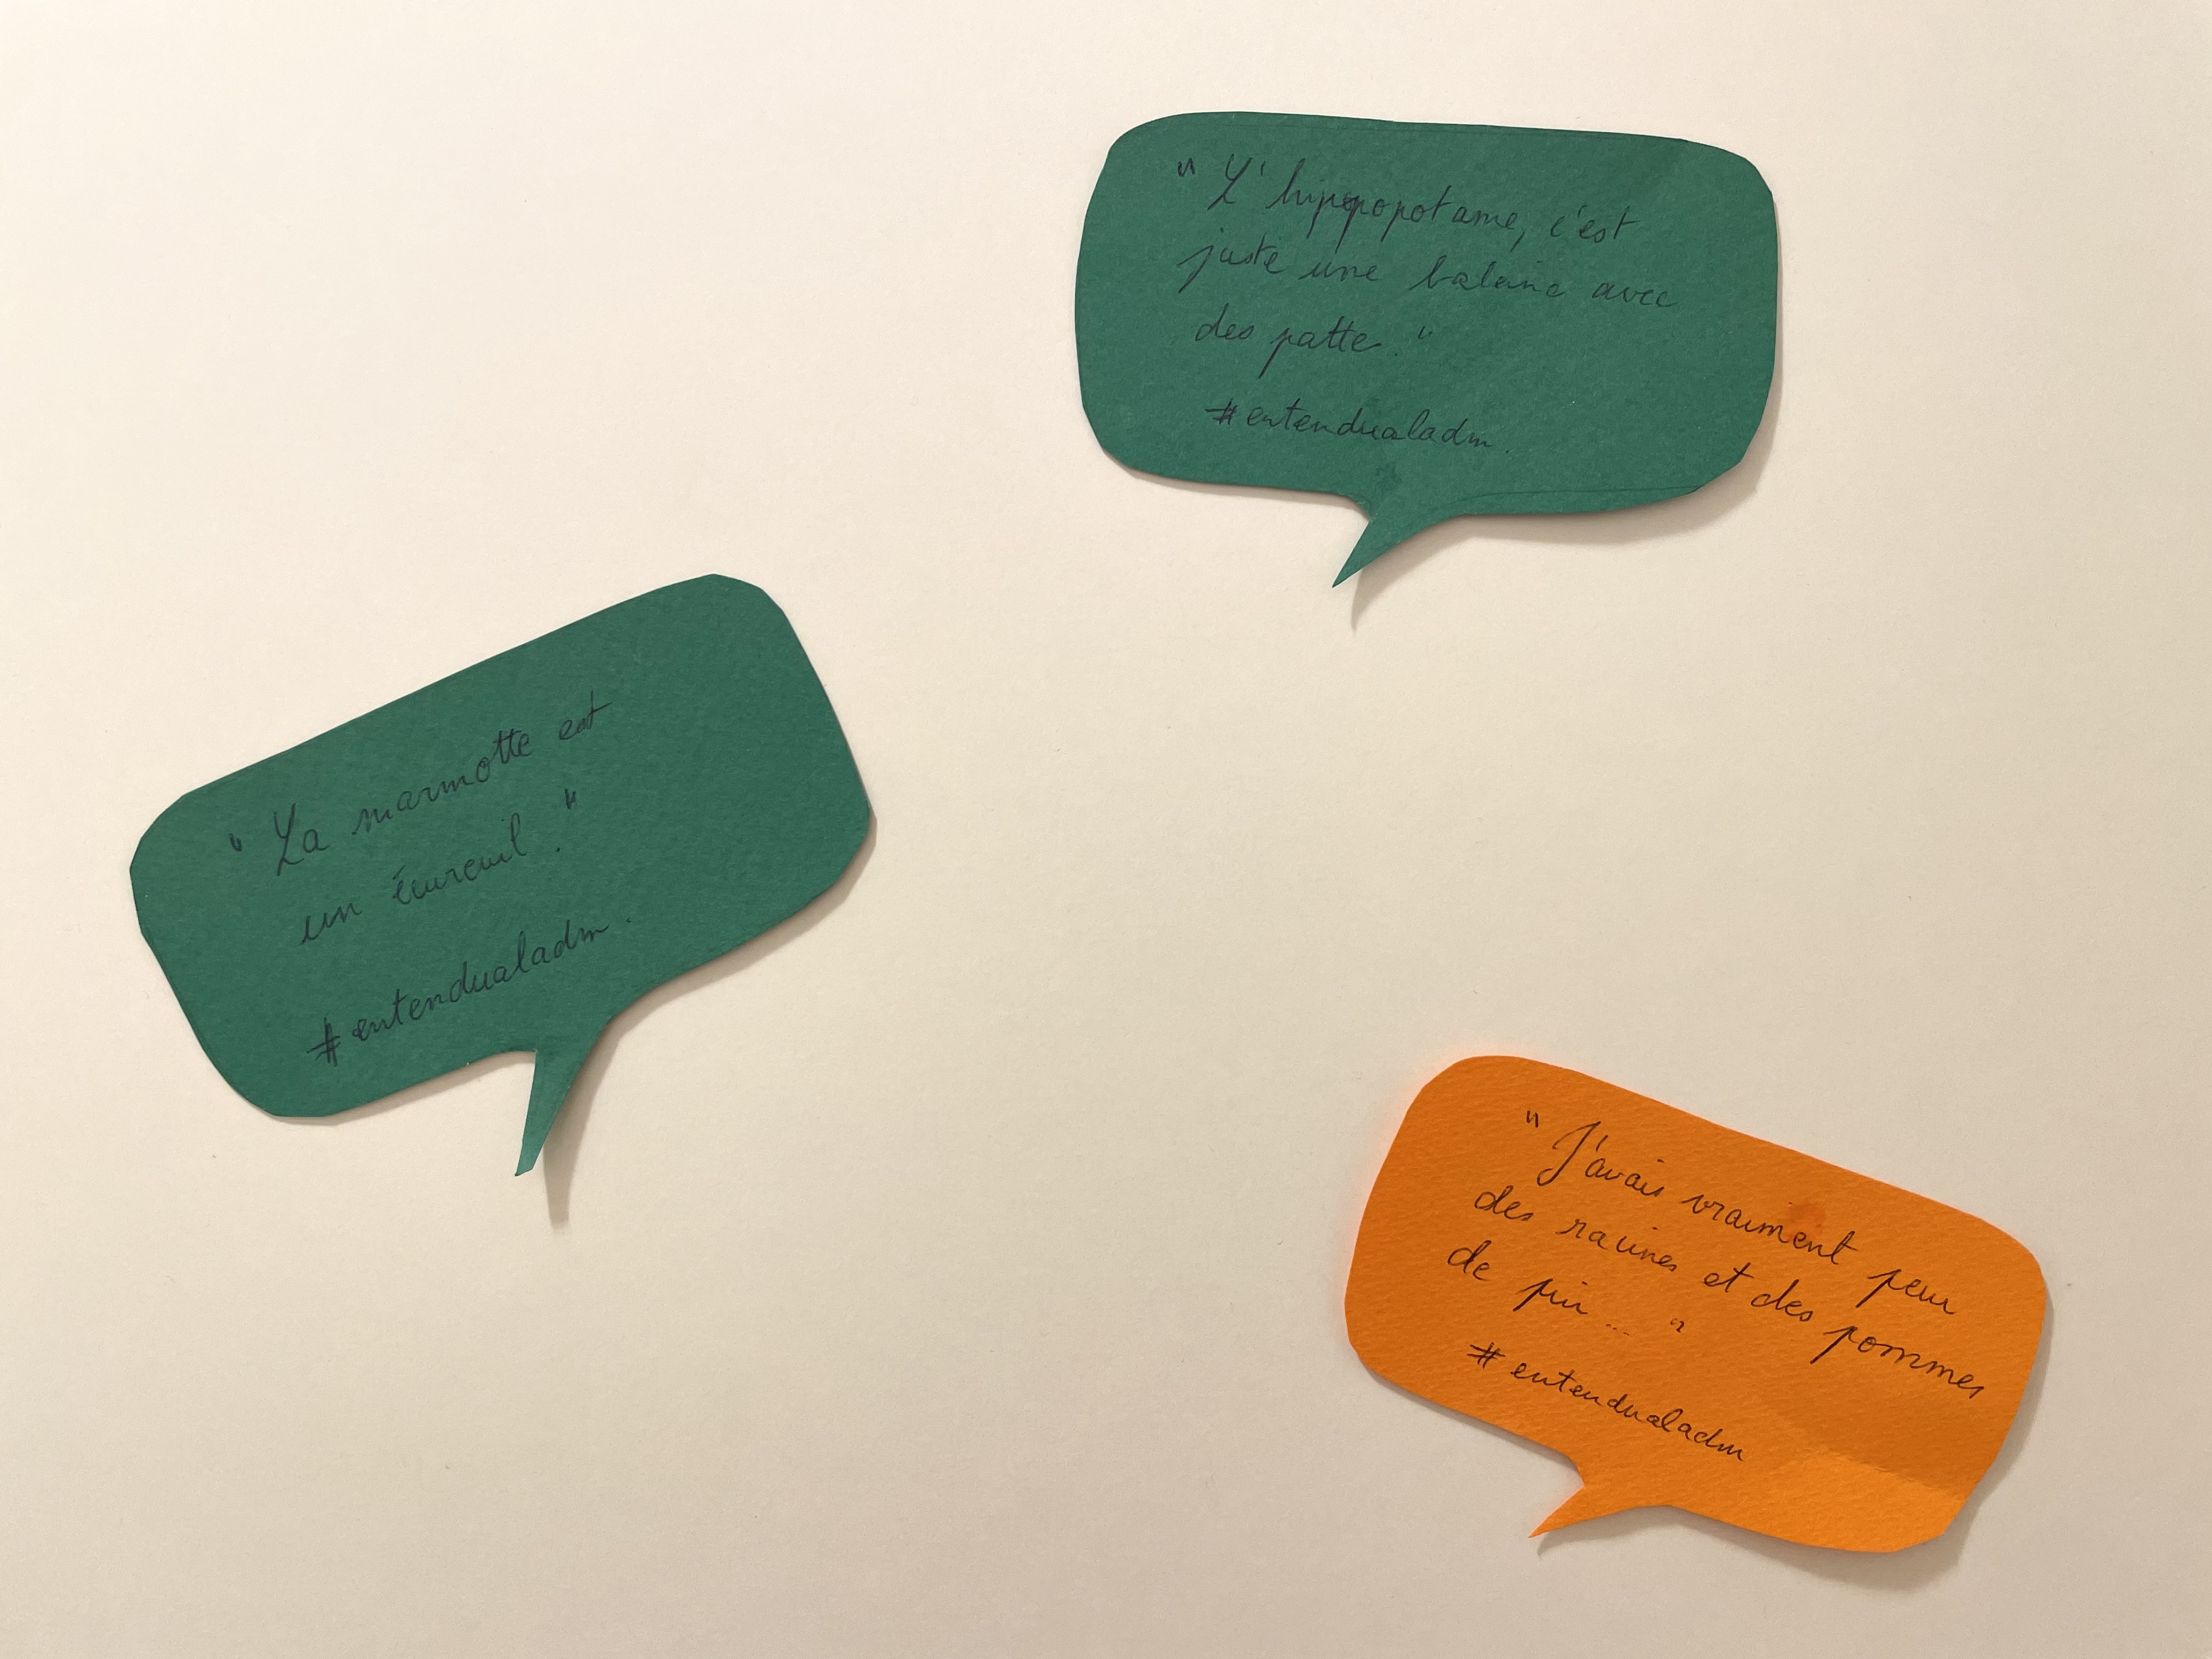 " L'hippopotame, c'est
juste une baleine avec
des patte. "
#entendualadm.
" La marmotte est
un écureuil. "
#entendualadm.
" J'avais vraiment peur
des racines et des pommes
de pin ... "
#entendualadm